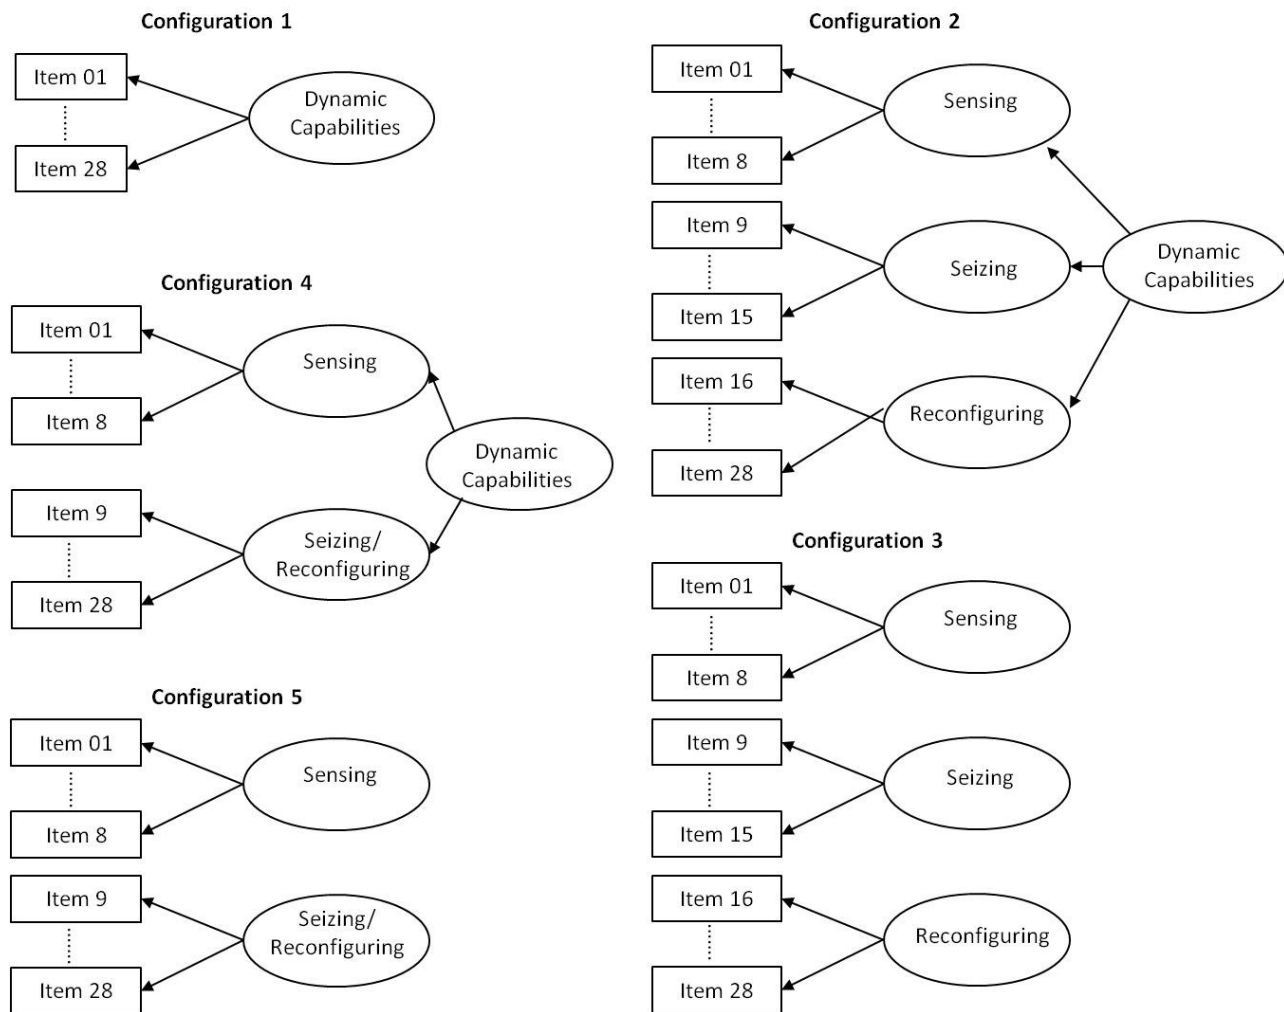 Configuration 1
Item 01
Item 28
Dynamic
Capabilities
Configuration 2
Item 01
Item 8
Sensing
Item 9
Item 15
Seizing
Item 16
Item 28
Reconfiguring
Dynamic
Capabilities
Configuration 4
Item 01
Item 8
Sensing
Item 9
Item 28
Seizing/
Reconfiguring
Dynamic
Capabilities
Configuration 3
Item 01
Item 8
Sensing
Item 9
Item 15
Seizing
Item 16
Item 28
Reconfiguring
Configuration 5
Item 01
Item 8
Sensing
Item 9
Item 28
Seizing/
Reconfiguring